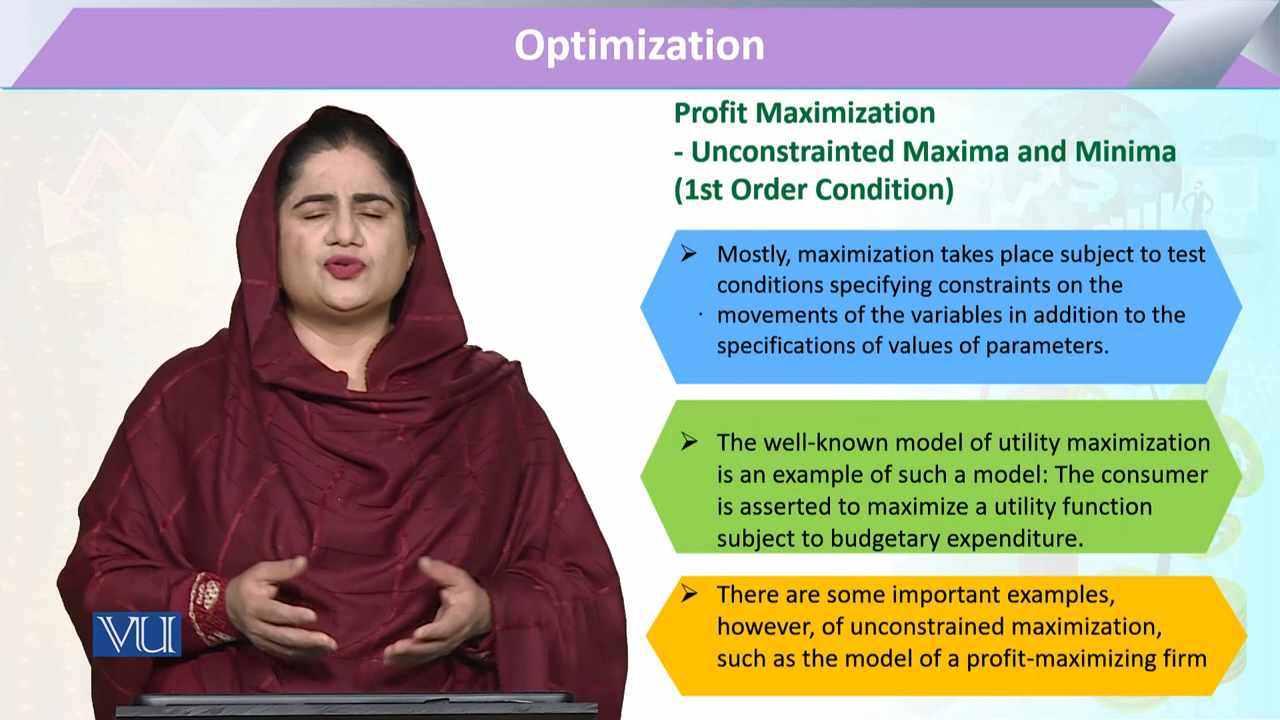 Optimization
Profit Maximization
- Unconstrainted Maxima and Minima
(1st Order Condition)
➢ Mostly, maximization takes place subject to test
conditions specifying constraints on the
· movements of the variables in addition to the
specifications of values of parameters.
➢ The well-known model of utility maximization
is an example of such a model: The consumer
is asserted to maximize a utility function
subject to budgetary expenditure.
➢ There are some important examples,
however, of unconstrained maximization,
such as the model of a profit-maximizing firm
VU